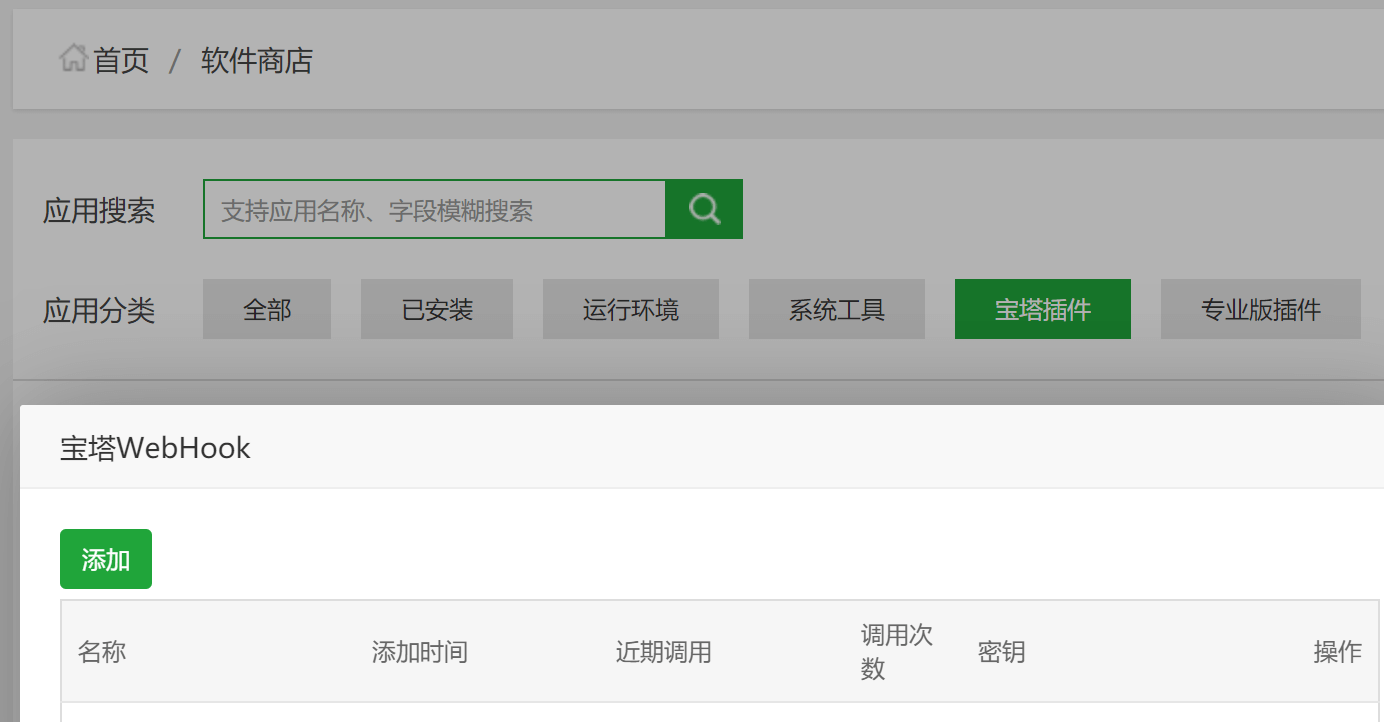 首页 / 软件商店
应用搜索 支持应用名称、字段模糊搜索
应用分类 全部 已安装 运行环境 系统工具 宝塔插件 专业版插件
宝塔WebHook
添加
名称 添加时间 近期调用 调用次数 密钥 操作